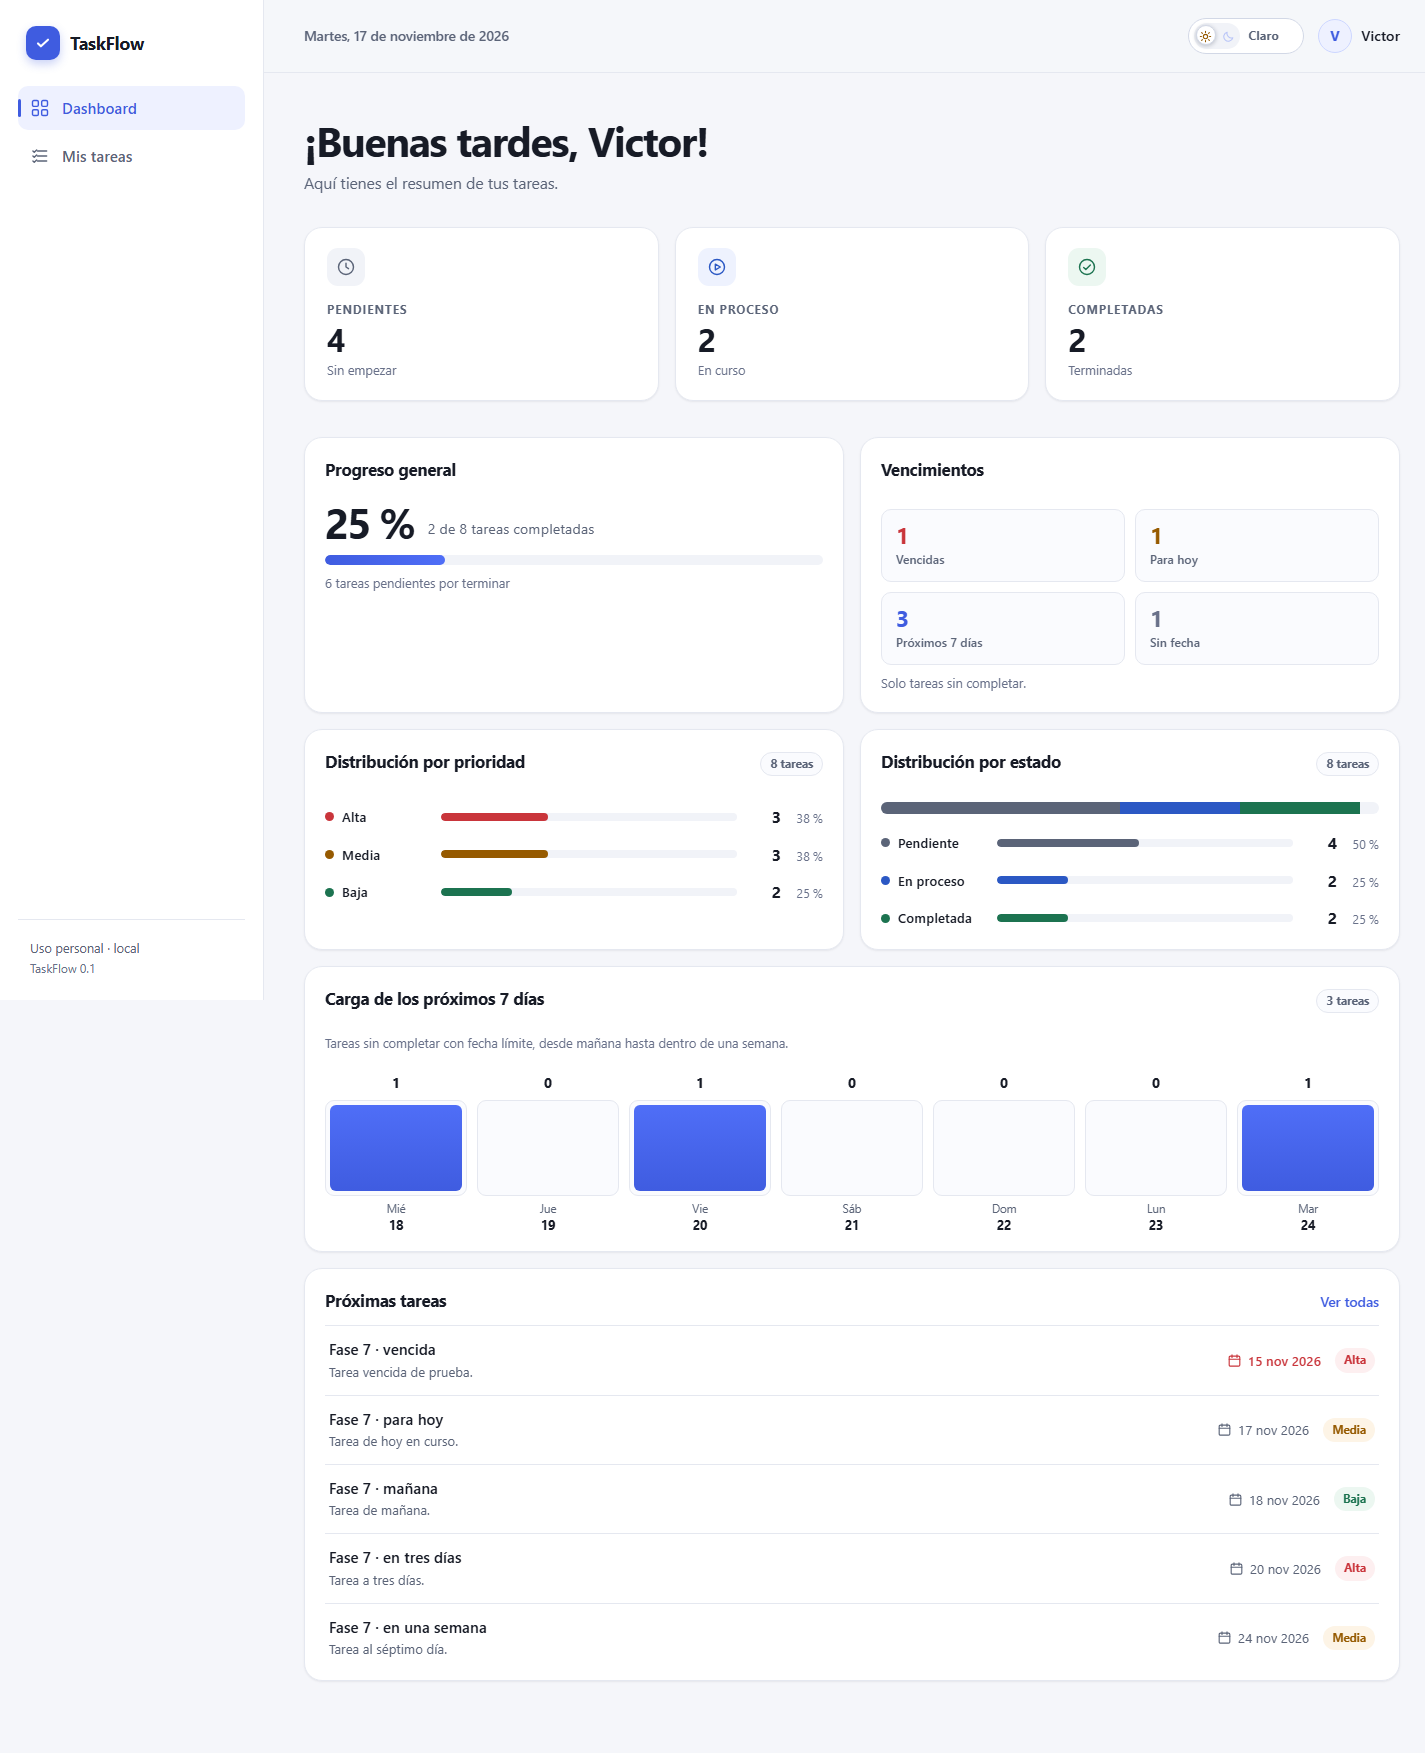 TaskFlow
Dashboard
Mis tareas
Uso personal · local
TaskFlow 0.1
Martes, 17 de noviembre de 2026
Claro
V
Victor
¡Buenas tardes, Victor!
Aquí tienes el resumen de tus tareas.
PENDIENTES
4
Sin empezar
EN PROCESO
2
En curso
COMPLETADAS
2
Terminadas
Progreso general
25 % 2 de 8 tareas completadas
6 tareas pendientes por terminar
Vencimientos
1
Vencidas
1
Para hoy
3
Próximos 7 días
1
Sin fecha
Solo tareas sin completar.
Distribución por prioridad 8 tareas
Alta 3 38 %
Media 3 38 %
Baja 2 25 %
Distribución por estado 8 tareas
Pendiente 4 50 %
En proceso 2 25 %
Completada 2 25 %
Carga de los próximos 7 días 3 tareas
Tareas sin completar con fecha límite, desde mañana hasta dentro de una semana.
1 0 1 0 0 0 1
Mié Jue Vie Sáb Dom Lun Mar
18 19 20 21 22 23 24
Próximas tareas Ver todas
Fase 7 · vencida
Tarea vencida de prueba.
15 nov 2026 Alta
Fase 7 · para hoy
Tarea de hoy en curso.
17 nov 2026 Media
Fase 7 · mañana
Tarea de mañana.
18 nov 2026 Baja
Fase 7 · en tres días
Tarea a tres días.
20 nov 2026 Alta
Fase 7 · en una semana
Tarea al séptimo día.
24 nov 2026 Media